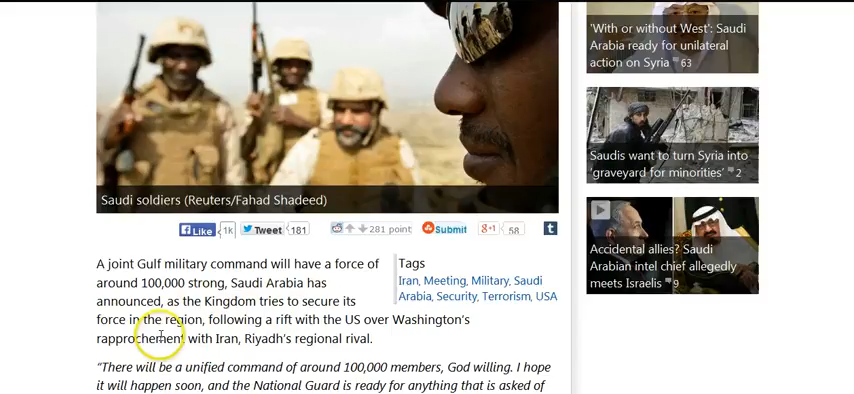 Saudi soldiers (Reuters/Fahad Shadeed)
Like 1k Tweet 181 281 point Submit g+1 58 t
A joint Gulf military command will have a force of
around 100,000 strong, Saudi Arabia has
announced, as the Kingdom tries to secure its
force in the region, following a rift with the US over Washington's
rapprochement with Iran, Riyadh's regional rival.
"There will be a unified command of around 100,000 members, God willing. I hope
it will happen soon, and the National Guard is ready for anything that is asked of
Tags
Iran, Meeting, Military, Saudi
Arabia, Security, Terrorism, USA
'With or without West': Saudi
Arabia ready for unilateral
action on Syria 63
Saudis want to turn Syria into
'graveyard for minorities' 2
Accidental allies? Saudi
Arabian intel chief allegedly
meets Israelis 9